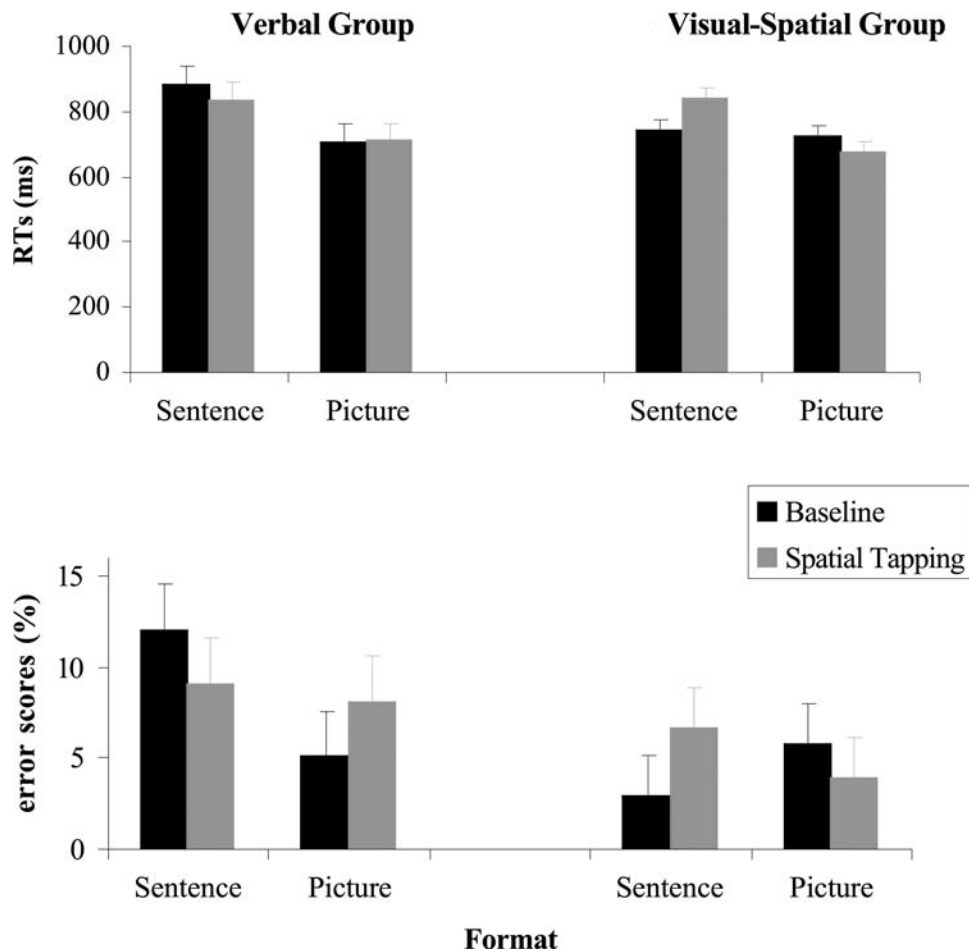 Verbal Group
Visual-Spatial Group
1000
800
600
400
200
0
RTs (ms)
Sentence
Picture
Sentence
Picture
Baseline
Spatial Tapping
15
10
5
0
error scores (%)
Sentence
Picture
Sentence
Picture
Format